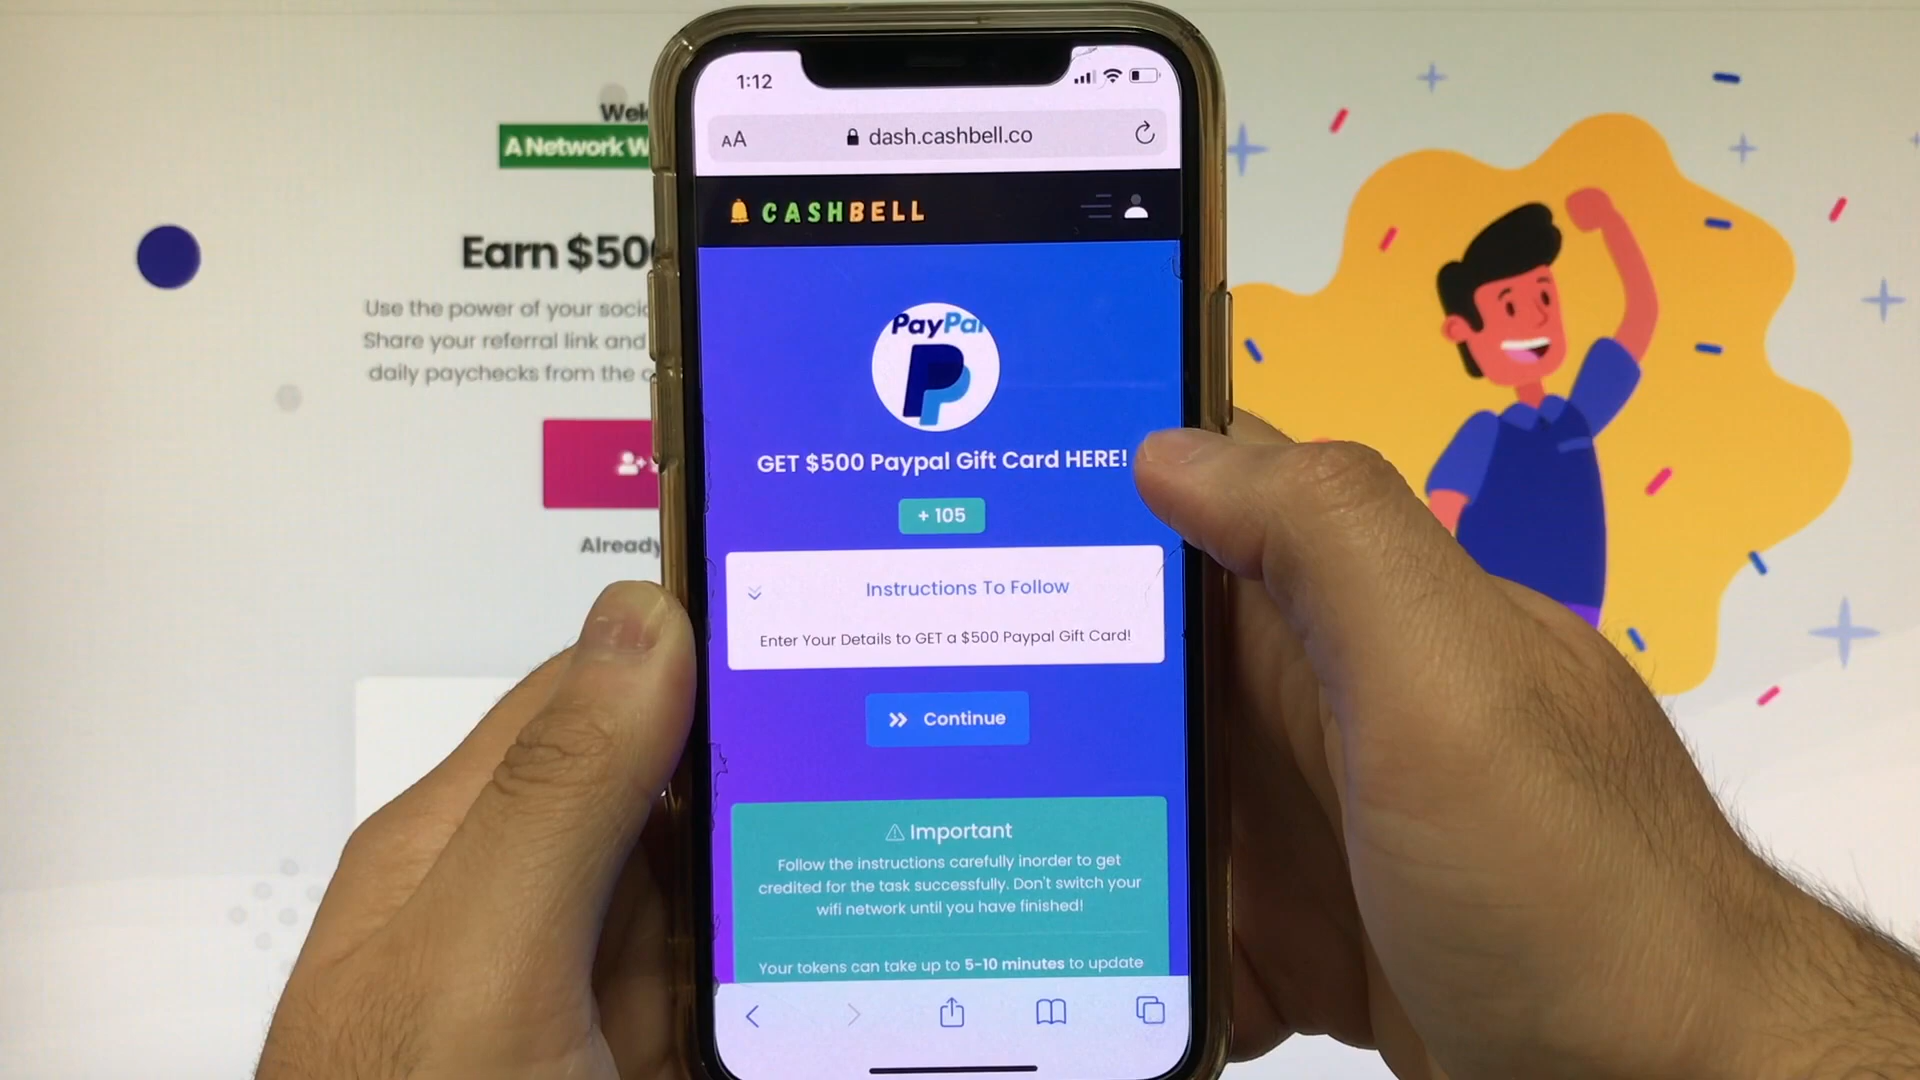 A Network
Earn $500
Use the power of your
Share your referral link and
daily paychecks from the
Already
1:12
AA
dash.cashbell.co
CASHBELL
PayPal
GET $500 Paypal Gift Card HERE!
+ 105
Instructions To Follow
Enter Your Details to GET a $500 Paypal Gift Card!
Continue
Important
Follow the instructions carefully inorder to get
credited for the task successfully. Don't switch your
wifi network until you have finished!
Your tokens can take up to 5-10 minutes to update